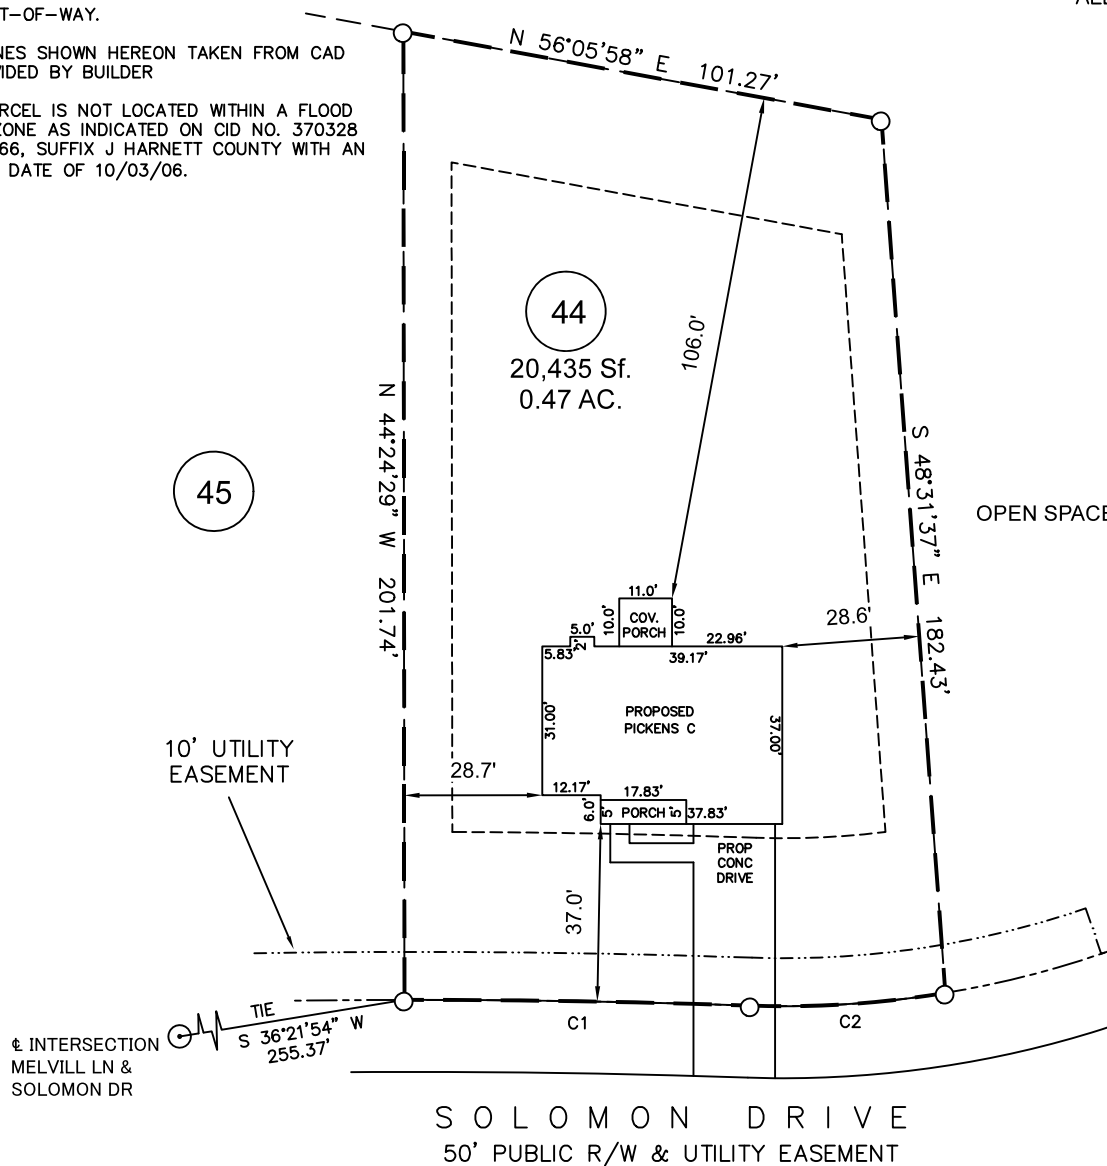 T-OF-WAY.
NES SHOWN HEREON TAKEN FROM CAD
VIDED BY BUILDER
RCEL IS NOT LOCATED WITHIN A FLOOD
ZONE AS INDICATED ON CID NO. 370328
66, SUFFIX J HARNETT COUNTY WITH AN
DATE OF 10/03/06.
N 56°05'58" E 101.27'
44
20,435 Sf.
0.47 AC.
106.0'
N 44°24'29" W 201.74'
45
S 48°31'37" E 182.43'
OPEN SPACE
11.0'
10.0'
COV.
PORCH
10.0'
28.6'
5.0'
2'
5.83'
22.96'
39.17'
31.00'
PROPOSED
PICKENS C
37.00'
10' UTILITY
EASEMENT
28.7'
12.17'
17.83'
6.0'
5'
PORCH
5'
37.83'
PROP
CONC
DRIVE
37.0'
TIE
S 36°21'54" W
255.37'
C1
C2
℄ INTERSECTION
MELVILL LN &
SOLOMON DR
SOLOMON DRIVE
50' PUBLIC R/W & UTILITY EASEMENT